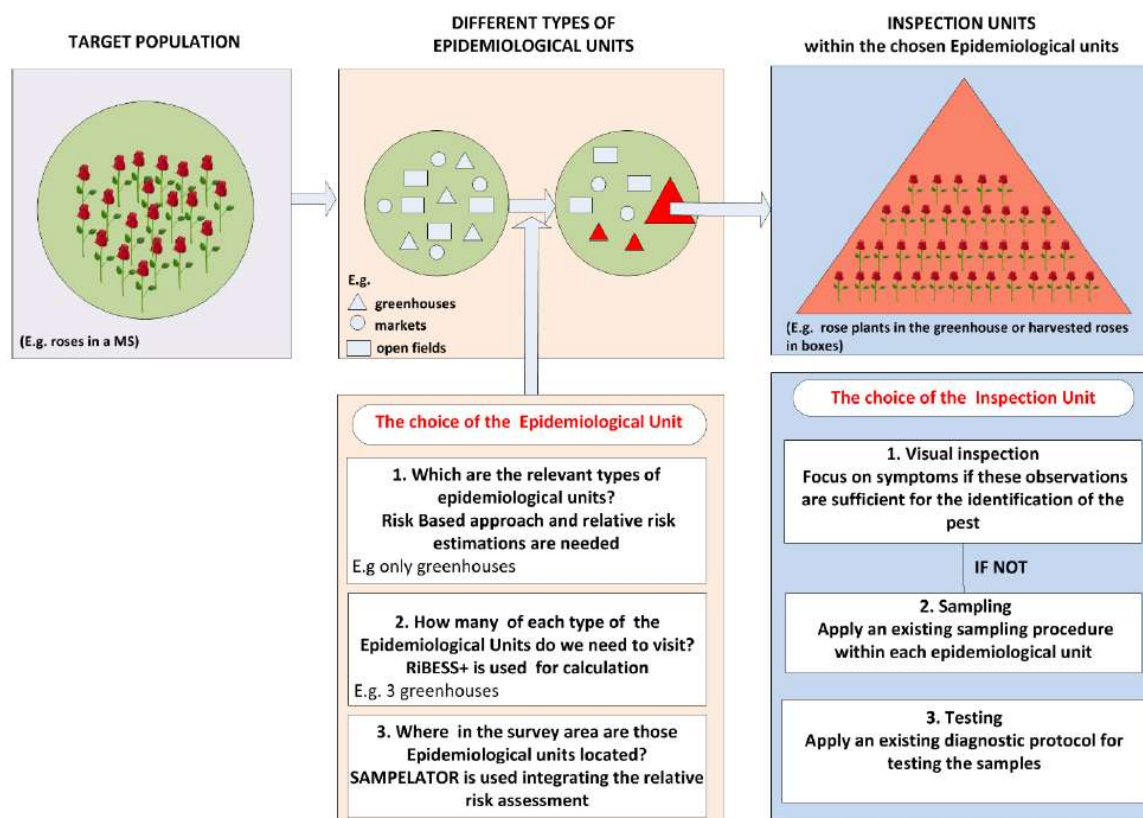 TARGET POPULATION
(E.g. roses in a MS)
DIFFERENT TYPES OF
EPIDEMIOLOGICAL UNITS
E.g.
greenhouses
markets
open fields
INSPECTION UNITS
within the chosen Epidemiological units
(E.g. rose plants in the greenhouse or harvested roses
in boxes)
The choice of the Epidemiological Unit
1. Which are the relevant types of
epidemiological units?
Risk Based approach and relative risk
estimations are needed
E.g only greenhouses
2. How many of each type of the
Epidemiological Units do we need to visit?
RiBESS+ is used for calculation
E.g. 3 greenhouses
3. Where in the survey area are those
Epidemiological units located?
SAMPELATOR is used integrating the relative
risk assessment
The choice of the Inspection Unit
1. Visual inspection
Focus on symptoms if these observations
are sufficient for the identification of the
pest
IF NOT
2. Sampling
Apply an existing sampling procedure
within each epidemiological unit
3. Testing
Apply an existing diagnostic protocol for
testing the samples